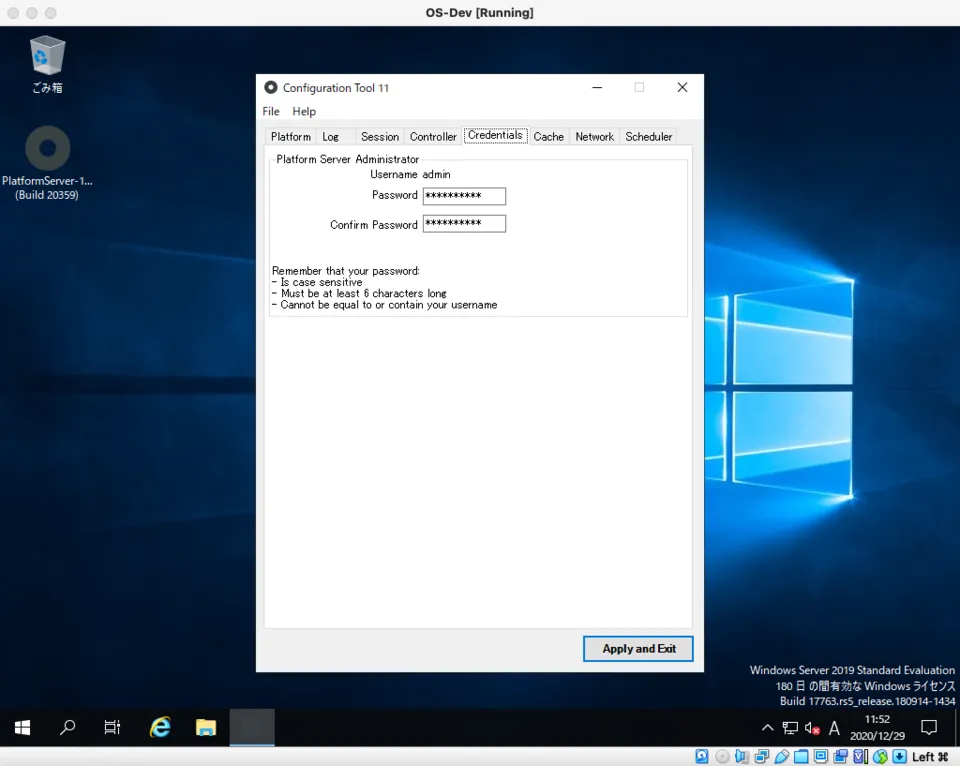 OS-Dev [Running]
ごみ箱
PlatformServer-1...
(Build 20359)
Configuration Tool 11
File Help
Platform Log Session Controller Credentials Cache Network Scheduler
Platform Server Administrator
Username admin
Password **********
Confirm Password **********
Remember that your password:
- Is case sensitive
- Must be at least 6 characters long
- Cannot be equal to or contain your username
Apply and Exit
Windows Server 2019 Standard Evaluation
180 日 の間有効な Windows ライセンス
Build 17763.rs5_release.180914-1434
A
11:52
2020/12/29
Left ⌘